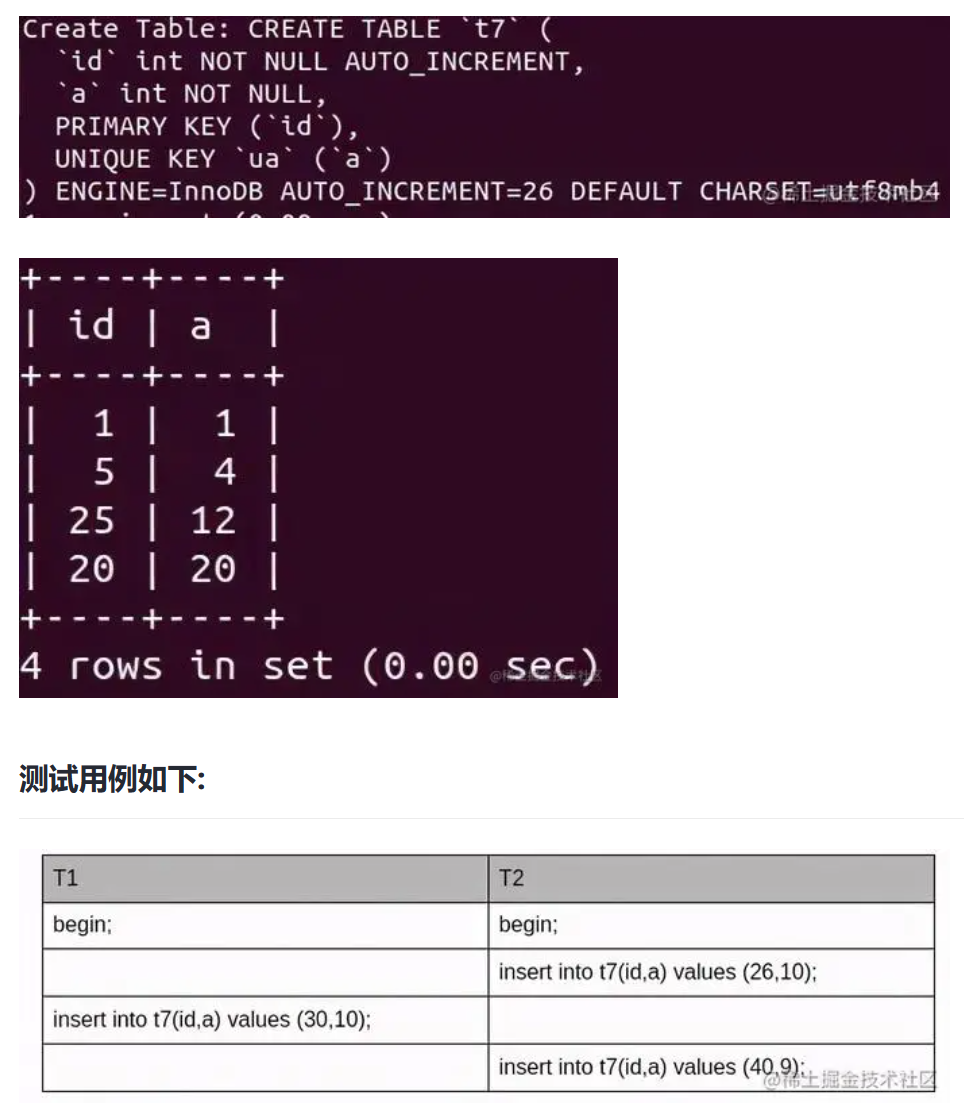 Create Table: CREATE TABLE `t7` (
`id` int NOT NULL AUTO_INCREMENT,
`a` int NOT NULL,
PRIMARY KEY (`id`),
UNIQUE KEY `ua` (`a`)
) ENGINE=InnoDB AUTO_INCREMENT=26 DEFAULT CHARSET=utf8mb4
@稀土掘金技术社区
+----+----+
| id | a  |
+----+----+
|  1 |  1 |
|  5 |  4 |
| 25 | 12 |
| 20 | 20 |
+----+----+
4 rows in set (0.00 sec)
@稀土掘金技术社区
测试用例如下:
T1 T2
begin; begin;
insert into t7(id,a) values (26,10);
insert into t7(id,a) values (30,10);
insert into t7(id,a) values (40,9);
@稀土掘金技术社区